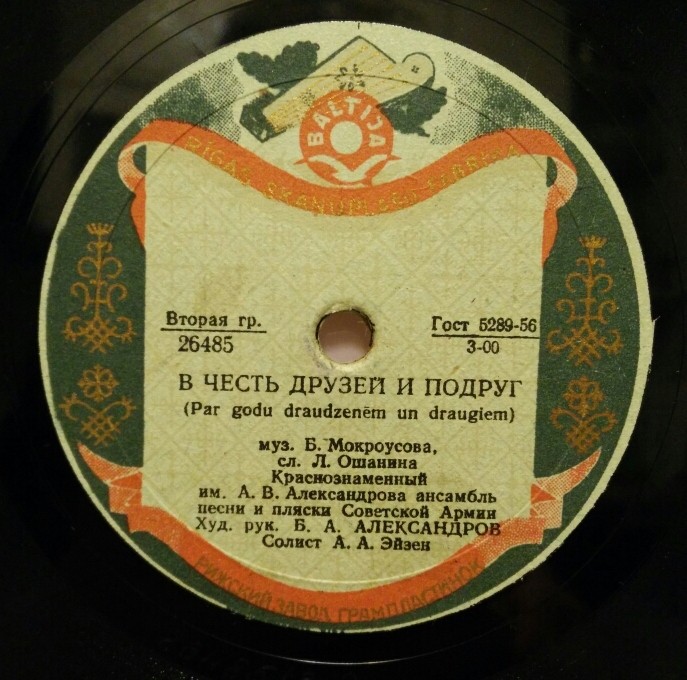 BALTIJA
RĪGAS SKAŅUPLAŠU FABRIKA
Вторая гр.
26485
Гост 5289-56
3-00
В ЧЕСТЬ ДРУЗЕЙ И ПОДРУГ
(Par godu draudzenēm un draugiem)
муз. Б. Мокроусова,
сл. Л. Ошанина
Краснознаменный
им. А. В. Александрова ансамбль
песни и пляски Советской Армии
Худ. рук. Б. А. АЛЕКСАНДРОВ
Солист А. А. Эйзен
РИЖСКИЙ ЗАВОД ГРАМПЛАСТИНОК